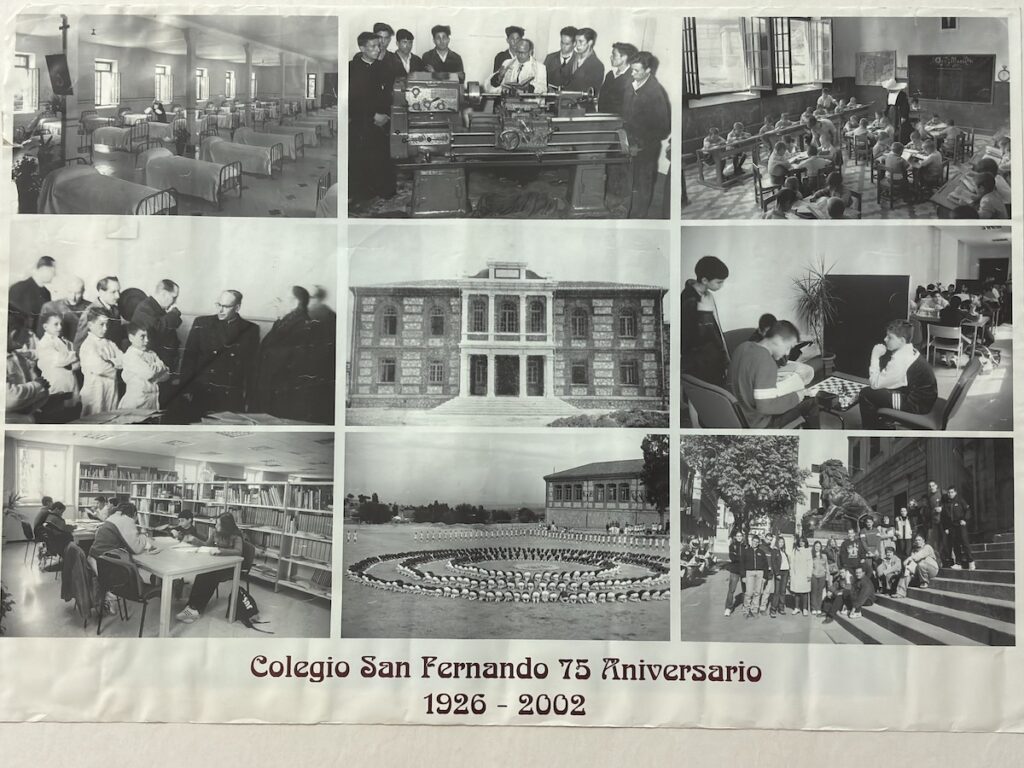 Colegio San Fernando 75 Aniversario
1926 - 2002